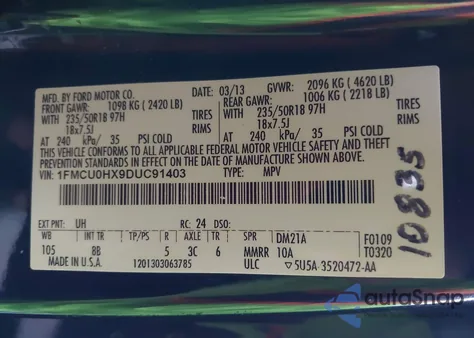 MFD. BY FORD MOTOR CO.
03/13 GVWR: 2096 KG ( 4620 LB)
FRONT GAWR: 1098 KG ( 2420 LB) REAR GAWR: 1006 KG ( 2218 LB)
WITH 235/50R18 97H TIRES WITH 235/50R18 97H TIRES
18x7.5J RIMS 18x7.5J RIMS
AT 240 kPa/ 35 PSI COLD AT 240 kPa/ 35 PSI COLD
THIS VEHICLE CONFORMS TO ALL APPLICABLE FEDERAL MOTOR VEHICLE SAFETY, BUMPER, AND THEFT
PREVENTION STANDARDS IN EFFECT ON THE DATE OF MANUFACTURE SHOWN ABOVE.
VIN: 1FMCU0HX9DUC91403 TYPE: MPV
EXT PNT: UH RC: 24 DSO:
WB INT TR TP/PS R AXLE TR SPR DM21A F0109
105 8B 5 3C 6 MMRR 10A T0320
MADE IN U.S.A. 1201303063785 ULC 5U5A-3520472-AA
10835
autoSnap